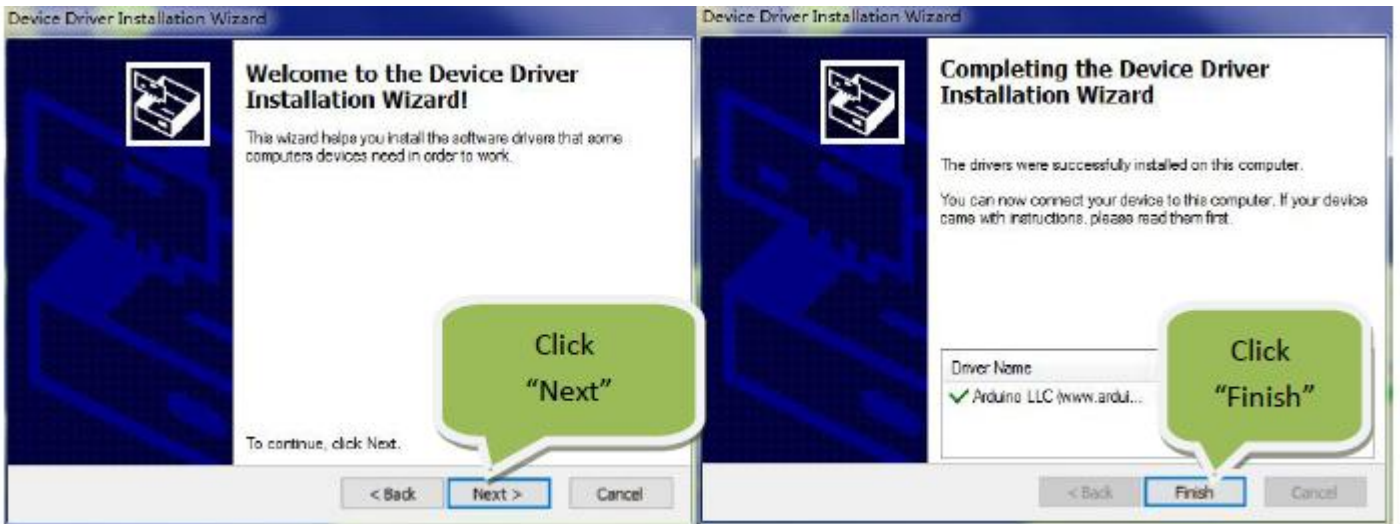 Device Driver Installation Wizard
Welcome to the Device Driver
Installation Wizard!
This wizard helps you install the software drivers that some
computers devices need in order to work.
Click
“Next”
To continue, click Next.
< Back
Next >
Cancel
Device Driver Installation Wizard
Completing the Device Driver
Installation Wizard
The drivers were successfully installed on this computer.
You can now connect your device to this computer. If your device
came with instructions, please read them first.
Driver Name
Arduino LLC (www.ardui...
Click
“Finish”
< Back
Finish
Cancel